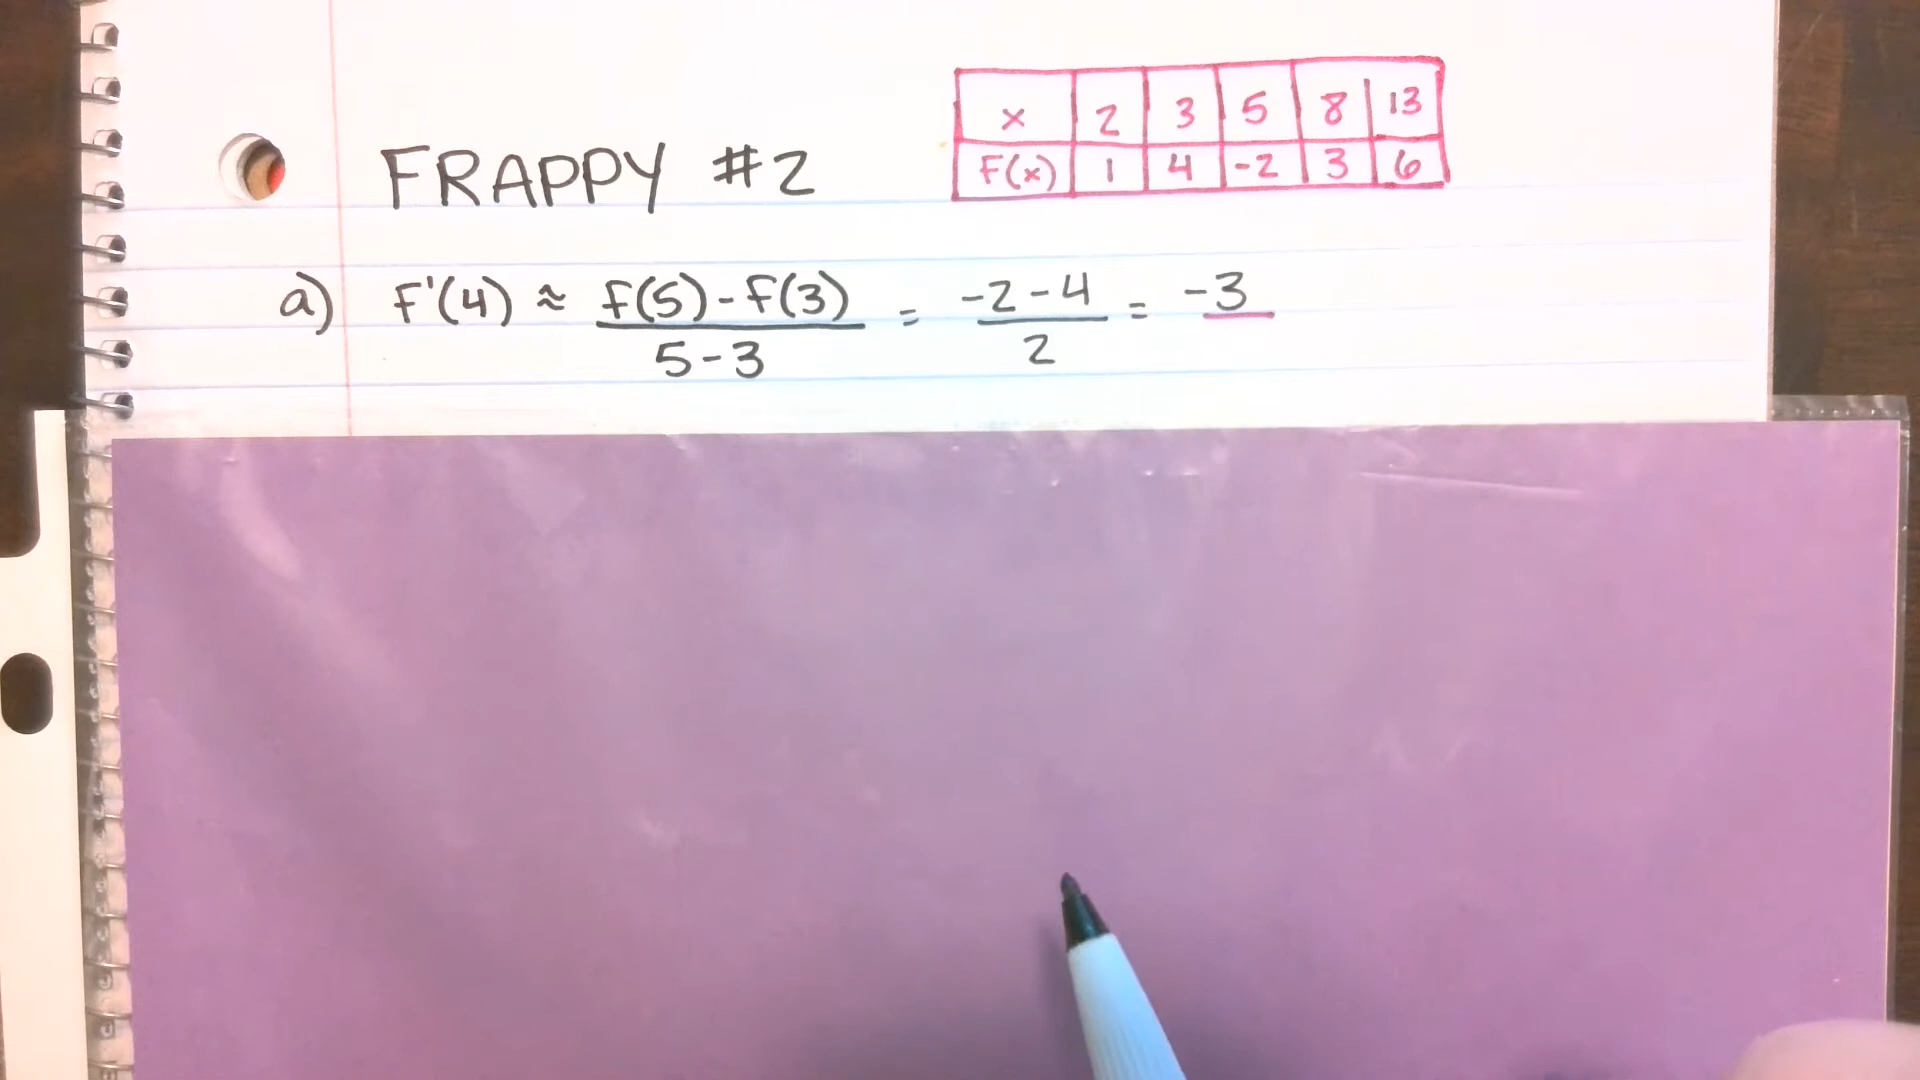 FRAPPY #2
x 2 3 5 8 13
F(x) 1 4 -2 3 6
a) F'(4) ≈ f(5)-f(3) / 5-3 = -2-4 / 2 = -3